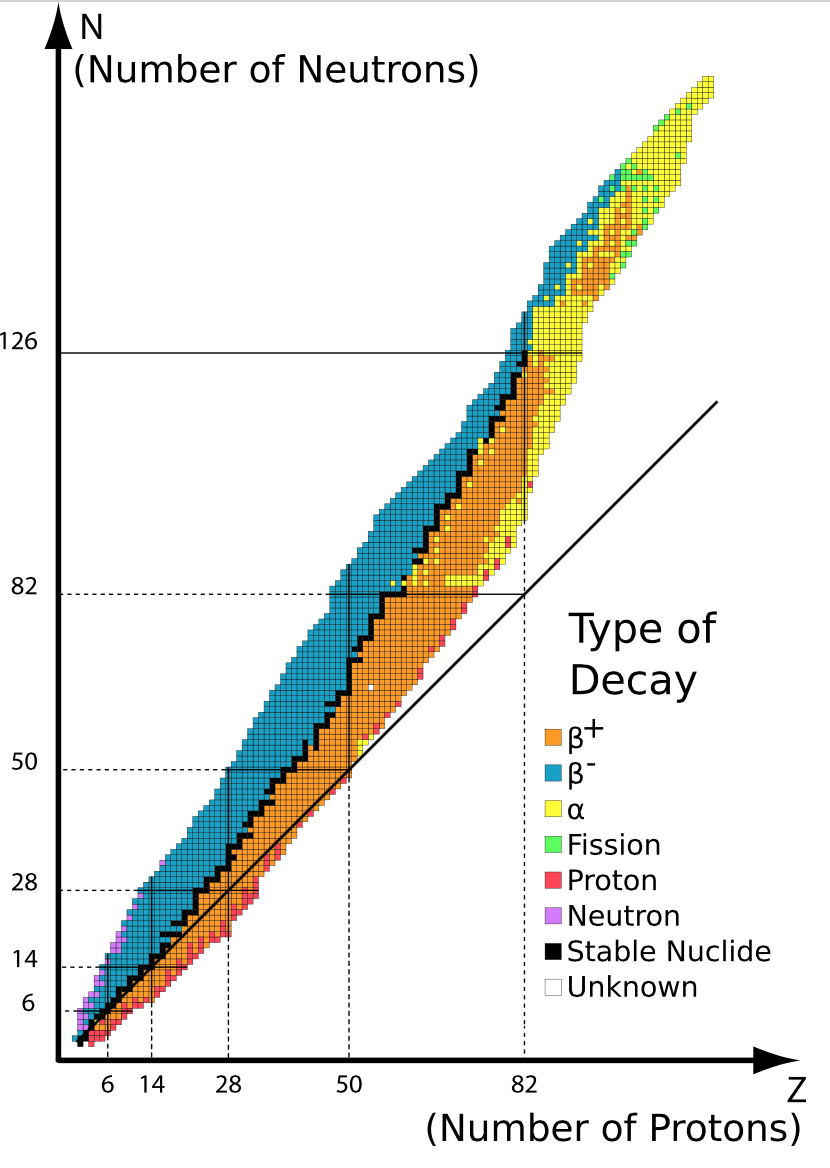 N
(Number of Neutrons)
126
82
50
28
14
6
Type of
Decay
β+
β-
α
Fission
Proton
Neutron
Stable Nuclide
Unknown
6 14 28 50 82
Z
(Number of Protons)